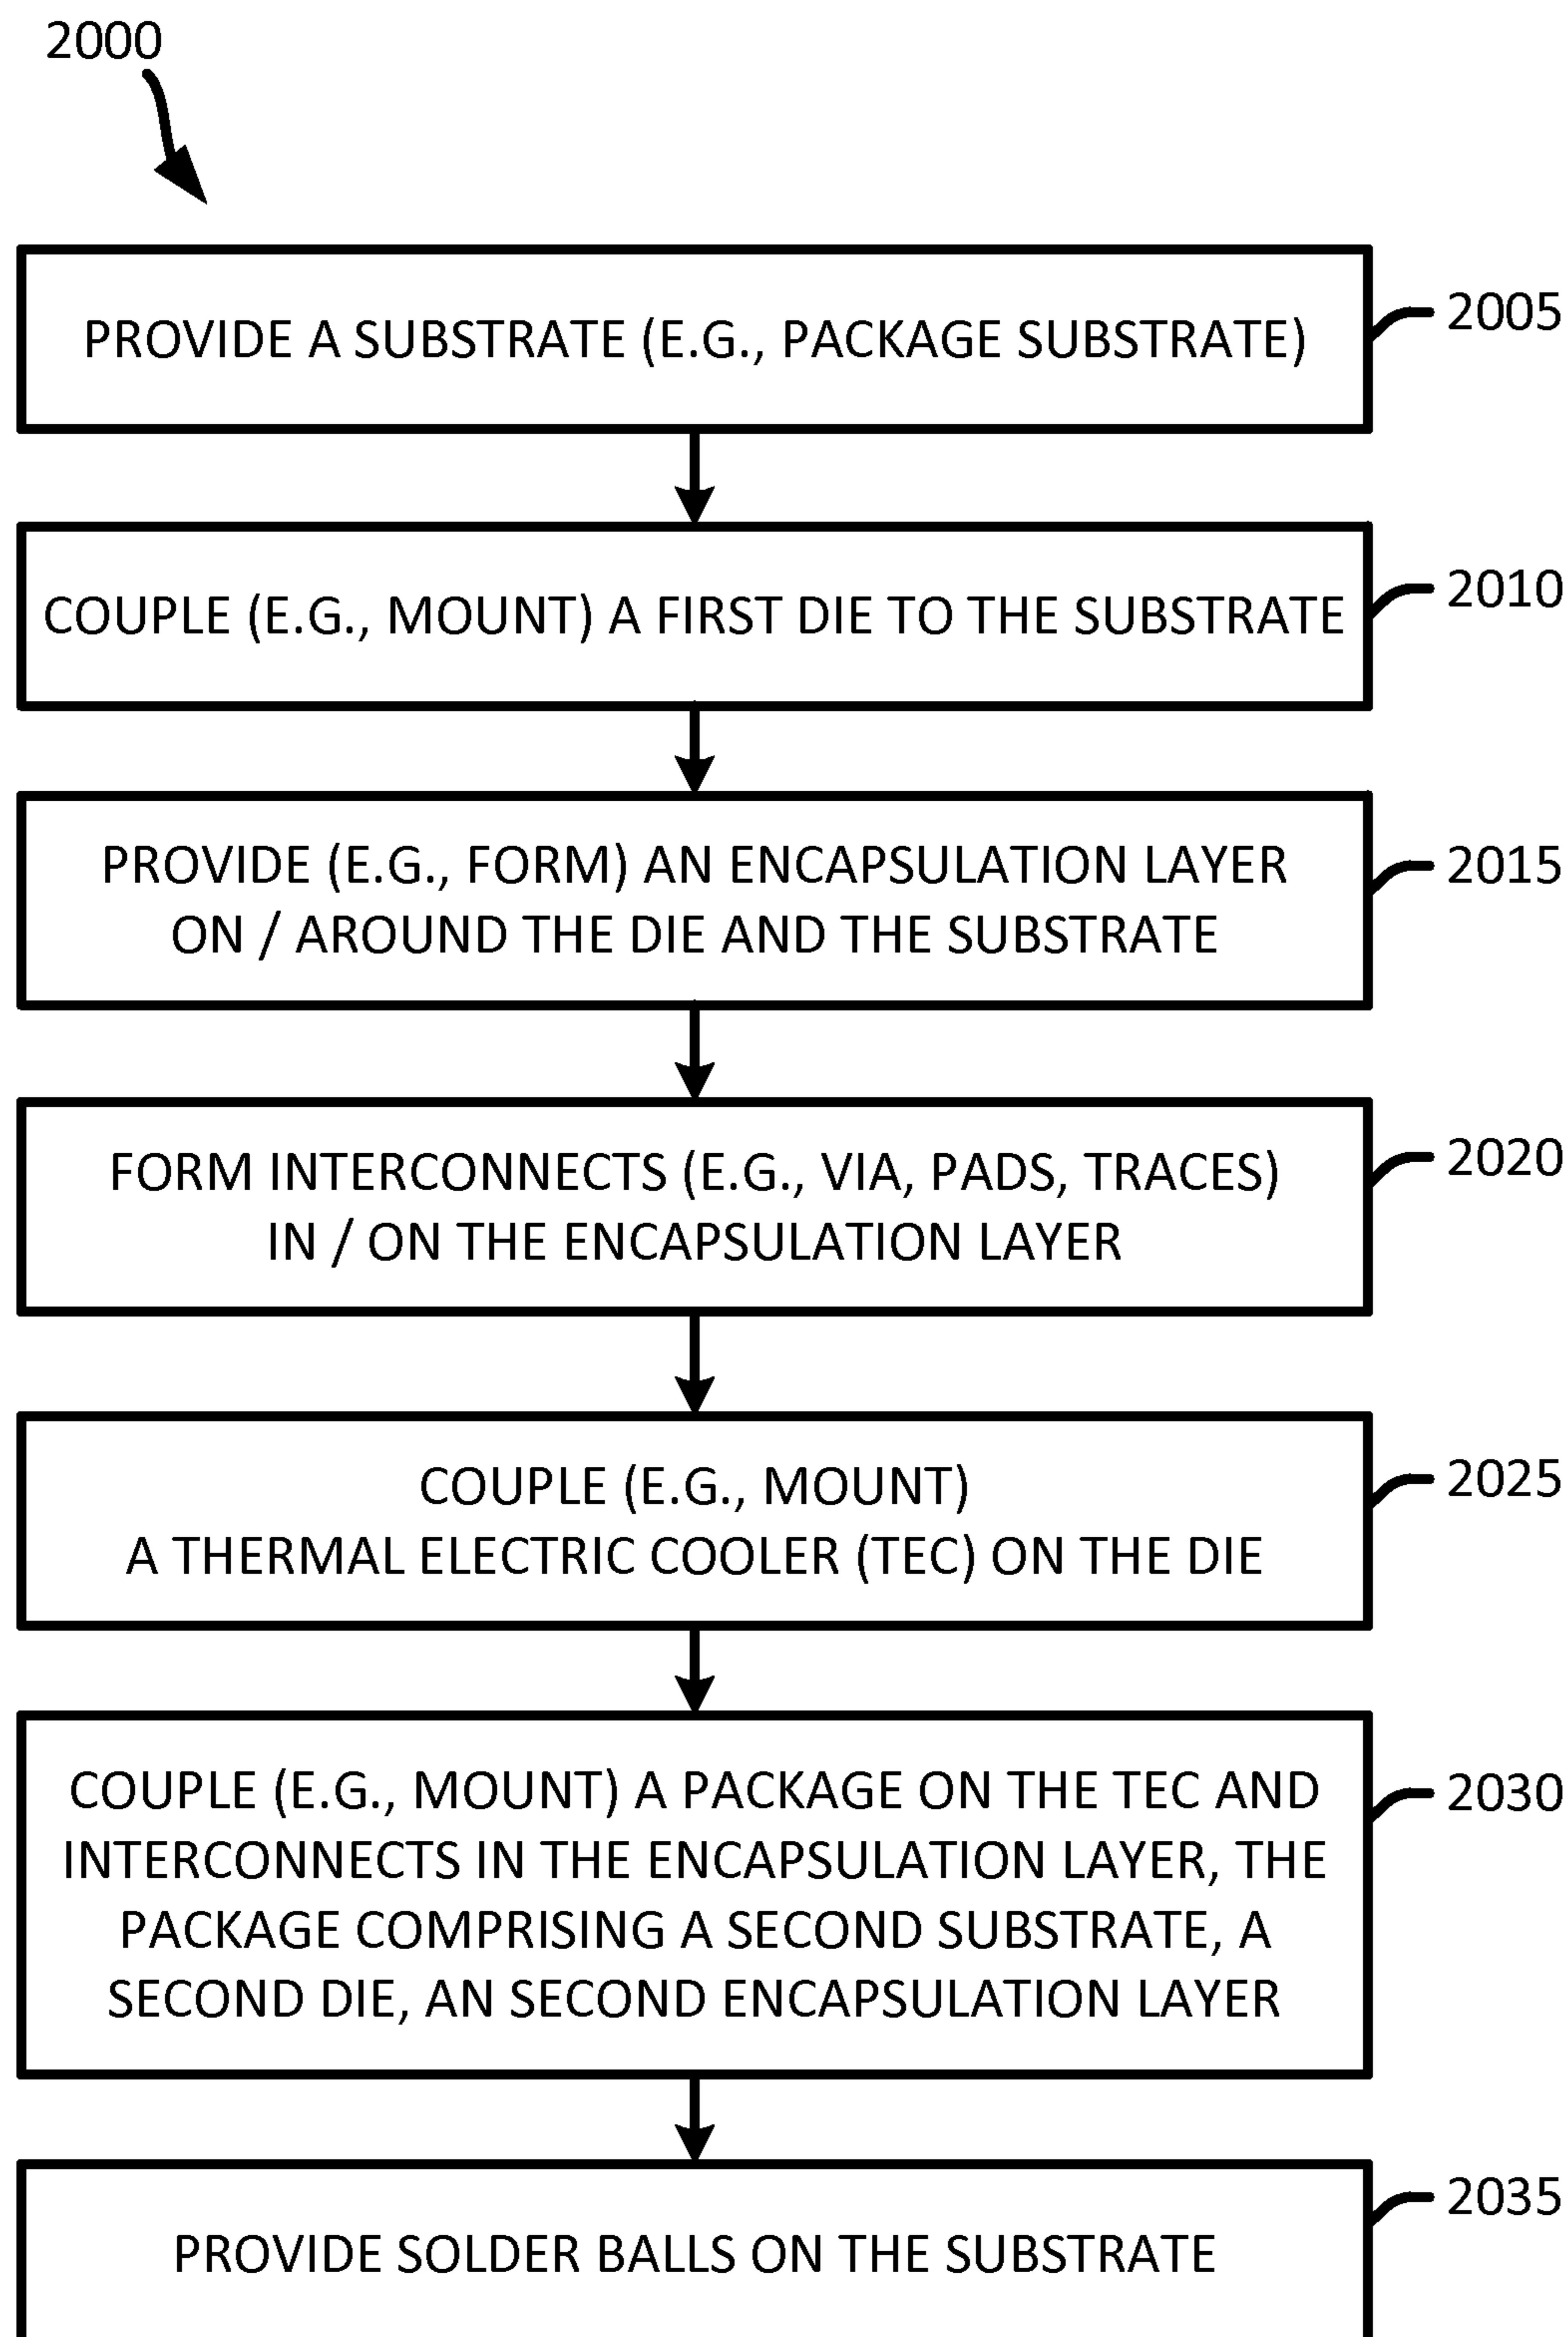 2000
PROVIDE A SUBSTRATE (E.G., PACKAGE SUBSTRATE)
2005
COUPLE (E.G., MOUNT) A FIRST DIE TO THE SUBSTRATE
2010
PROVIDE (E.G., FORM) AN ENCAPSULATION LAYER
ON / AROUND THE DIE AND THE SUBSTRATE
2015
FORM INTERCONNECTS (E.G., VIA, PADS, TRACES)
IN / ON THE ENCAPSULATION LAYER
2020
COUPLE (E.G., MOUNT)
A THERMAL ELECTRIC COOLER (TEC) ON THE DIE
2025
COUPLE (E.G., MOUNT) A PACKAGE ON THE TEC AND
INTERCONNECTS IN THE ENCAPSULATION LAYER, THE
PACKAGE COMPRISING A SECOND SUBSTRATE, A
SECOND DIE, AN SECOND ENCAPSULATION LAYER
2030
PROVIDE SOLDER BALLS ON THE SUBSTRATE
2035